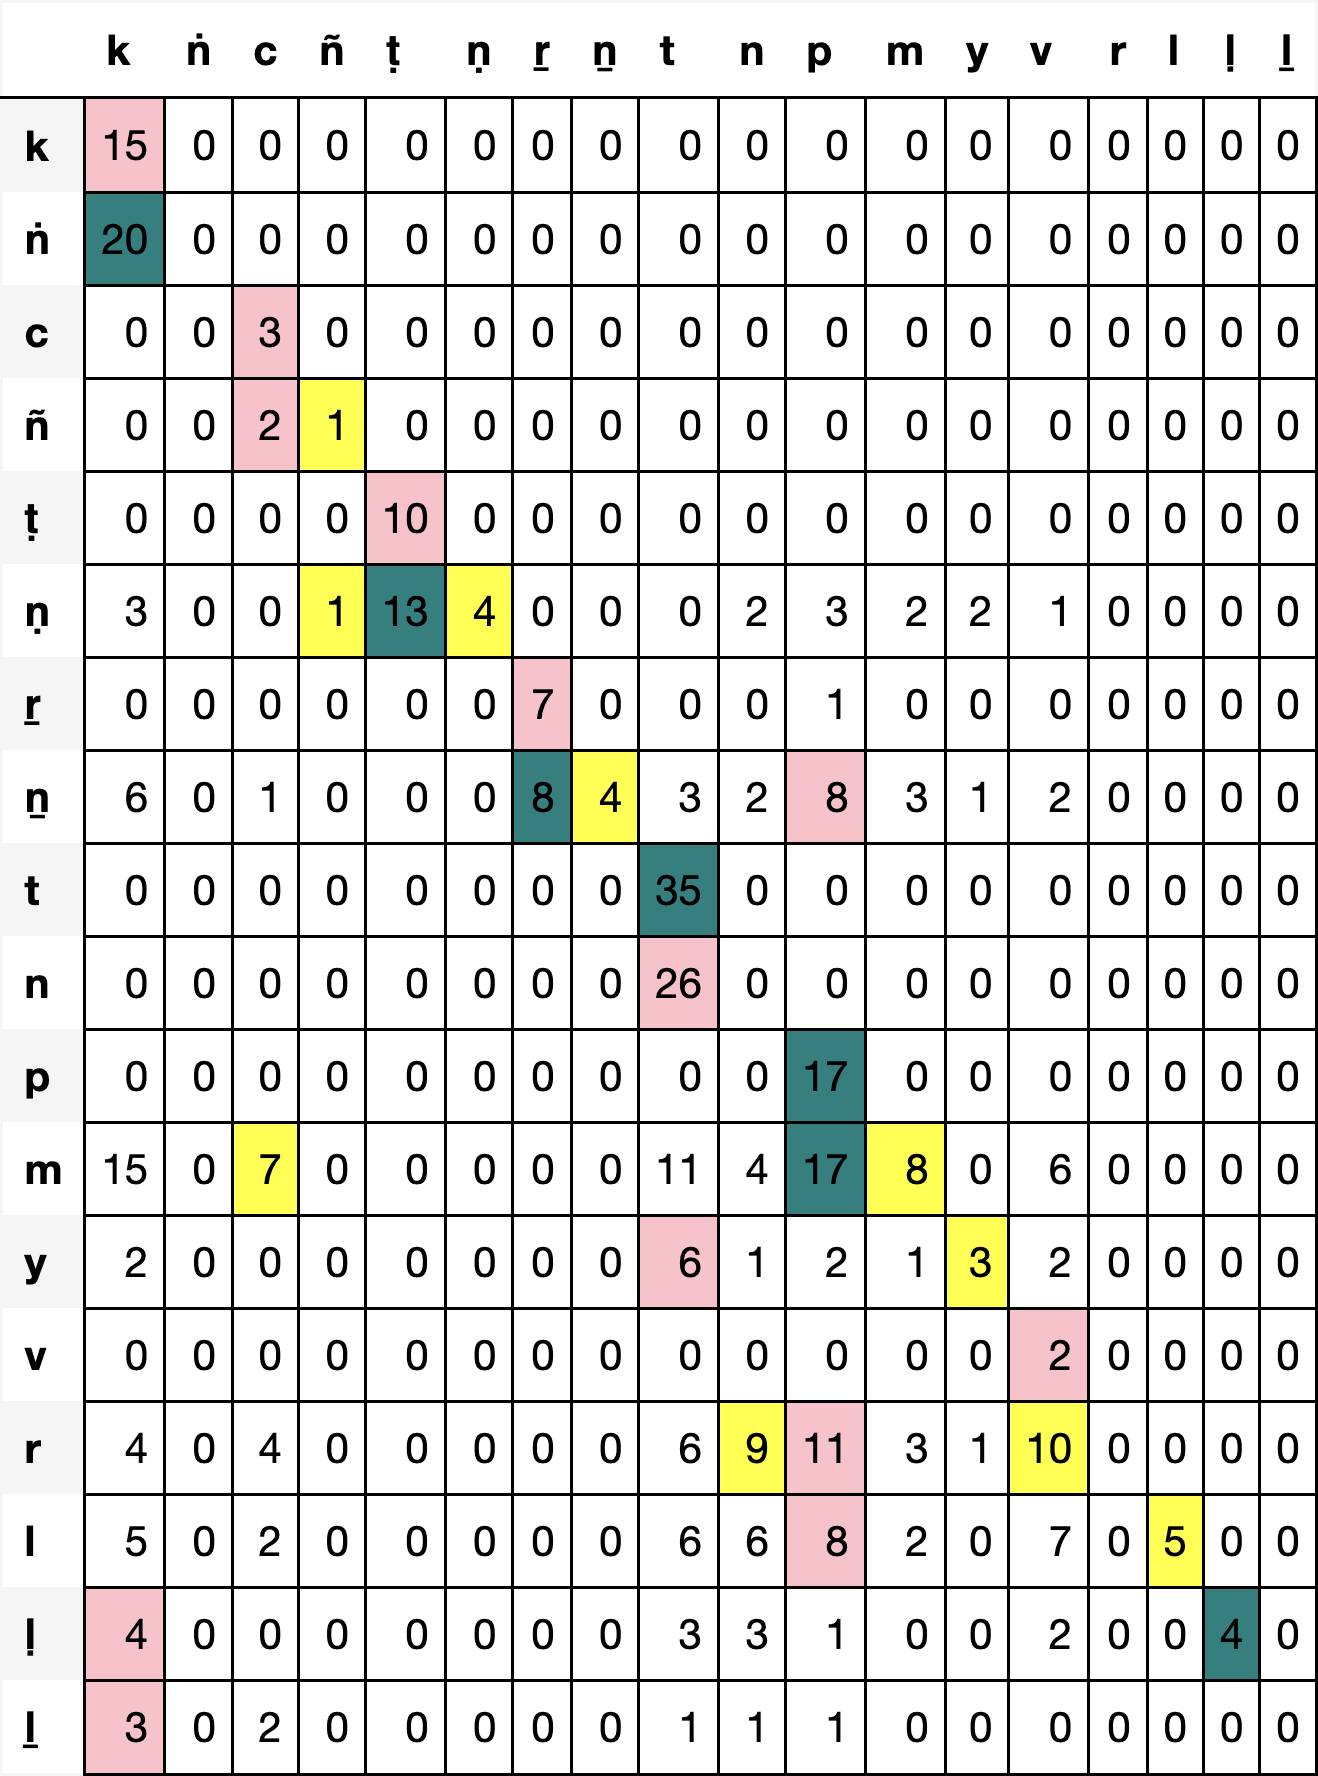 k ṅ c ñ ṭ ṇ ṟ ṉ t n p m y v r l ḷ ḻ
k 15 0 0 0 0 0 0 0 0 0 0 0 0 0 0 0 0 0
ṅ 20 0 0 0 0 0 0 0 0 0 0 0 0 0 0 0 0 0
c 0 0 3 0 0 0 0 0 0 0 0 0 0 0 0 0 0 0
ñ 0 0 2 1 0 0 0 0 0 0 0 0 0 0 0 0 0 0
ṭ 0 0 0 0 10 0 0 0 0 0 0 0 0 0 0 0 0 0
ṇ 3 0 0 1 13 4 0 0 0 2 3 2 2 1 0 0 0 0
ṟ 0 0 0 0 0 0 7 0 0 0 1 0 0 0 0 0 0 0
ṉ 6 0 1 0 0 0 8 4 3 2 8 3 1 2 0 0 0 0
t 0 0 0 0 0 0 0 0 35 0 0 0 0 0 0 0 0 0
n 0 0 0 0 0 0 0 0 26 0 0 0 0 0 0 0 0 0
p 0 0 0 0 0 0 0 0 0 0 17 0 0 0 0 0 0 0
m 15 0 7 0 0 0 0 0 11 4 17 8 0 6 0 0 0 0
y 2 0 0 0 0 0 0 0 6 1 2 1 3 2 0 0 0 0
v 0 0 0 0 0 0 0 0 0 0 0 0 0 2 0 0 0 0
r 4 0 4 0 0 0 0 0 6 9 11 3 1 10 0 0 0 0
l 5 0 2 0 0 0 0 0 6 6 8 2 0 7 0 5 0 0
ḷ 4 0 0 0 0 0 0 0 3 3 1 0 0 2 0 0 4 0
ḻ 3 0 2 0 0 0 0 0 1 1 1 0 0 0 0 0 0 0